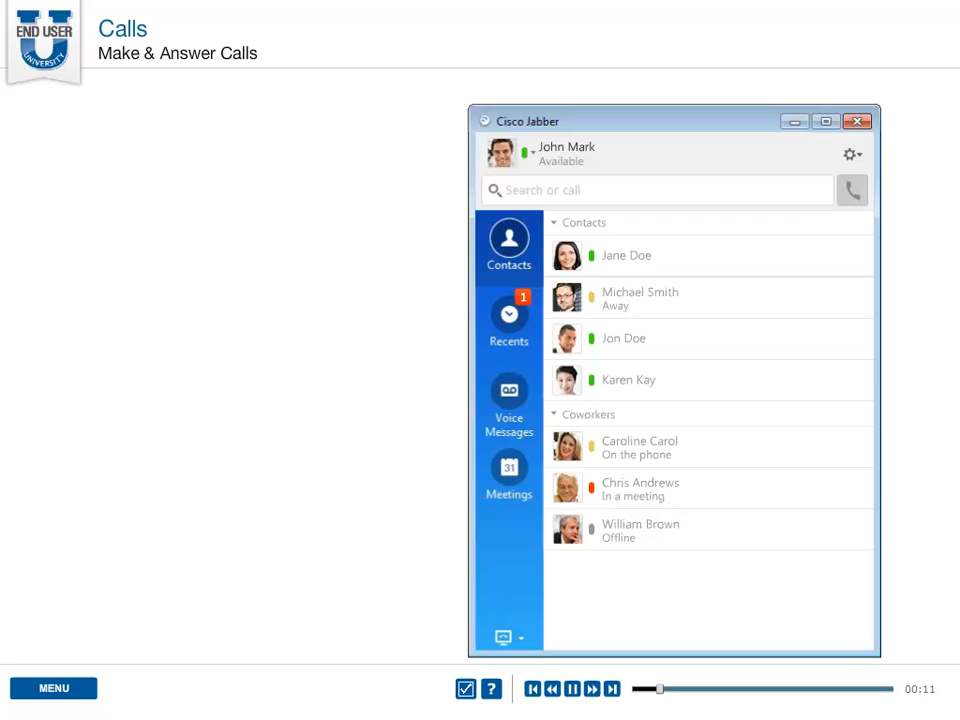 END USER
U
UNIVERSITY
Calls
Make & Answer Calls
Cisco Jabber
John Mark
Available
Search or call
Contacts
Recents
1
Voice
Messages
31
Meetings
Contacts
Jane Doe
Michael Smith
Away
Jon Doe
Karen Kay
Coworkers
Caroline Carol
On the phone
Chris Andrews
In a meeting
William Brown
Offline
MENU
?
00:11